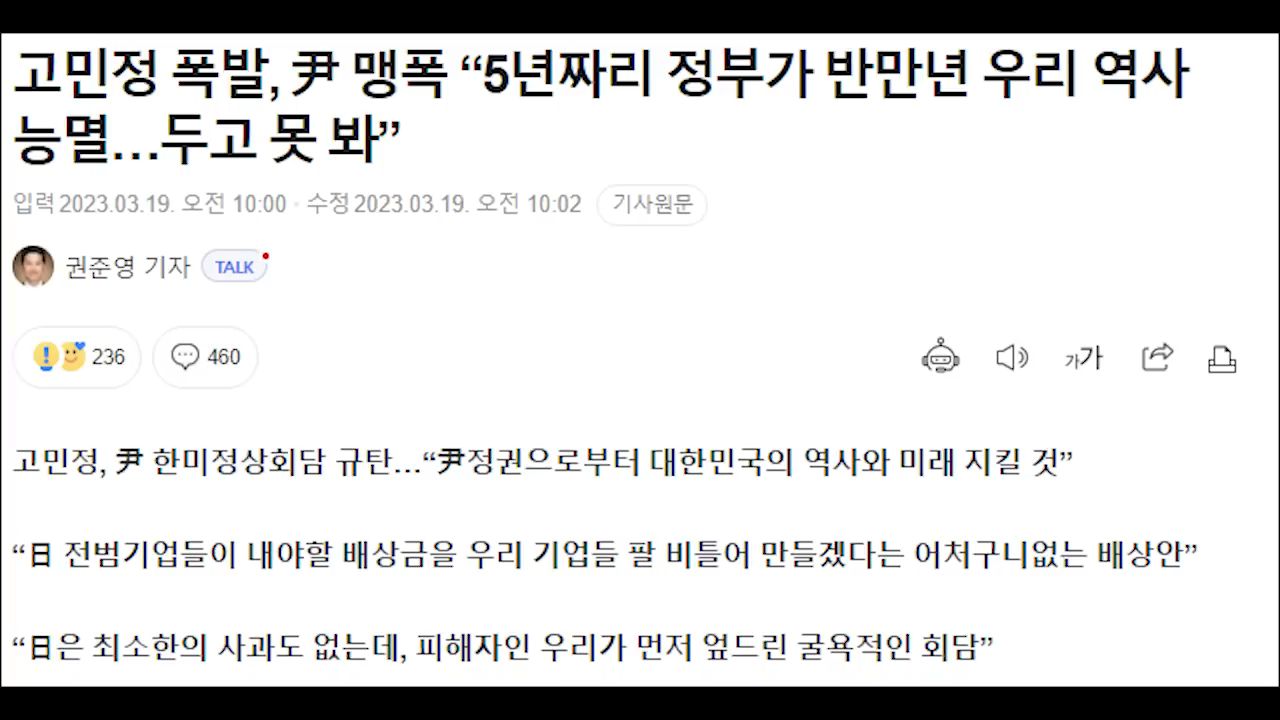 고민정 폭발, 尹 맹폭 “5년짜리 정부가 반만년 우리 역사
능멸…두고 못 봐”
입력 2023.03.19. 오전 10:00 · 수정 2023.03.19. 오전 10:02 기사원문
권준영 기자 TALK
236 460
가가
고민정, 尹 한미정상회담 규탄…“尹정권으로부터 대한민국의 역사와 미래 지킬 것”
“日 전범기업들이 내야할 배상금을 우리 기업들 팔 비틀어 만들겠다는 어처구니없는 배상안”
“日은 최소한의 사과도 없는데, 피해자인 우리가 먼저 엎드린 굴욕적인 회담”